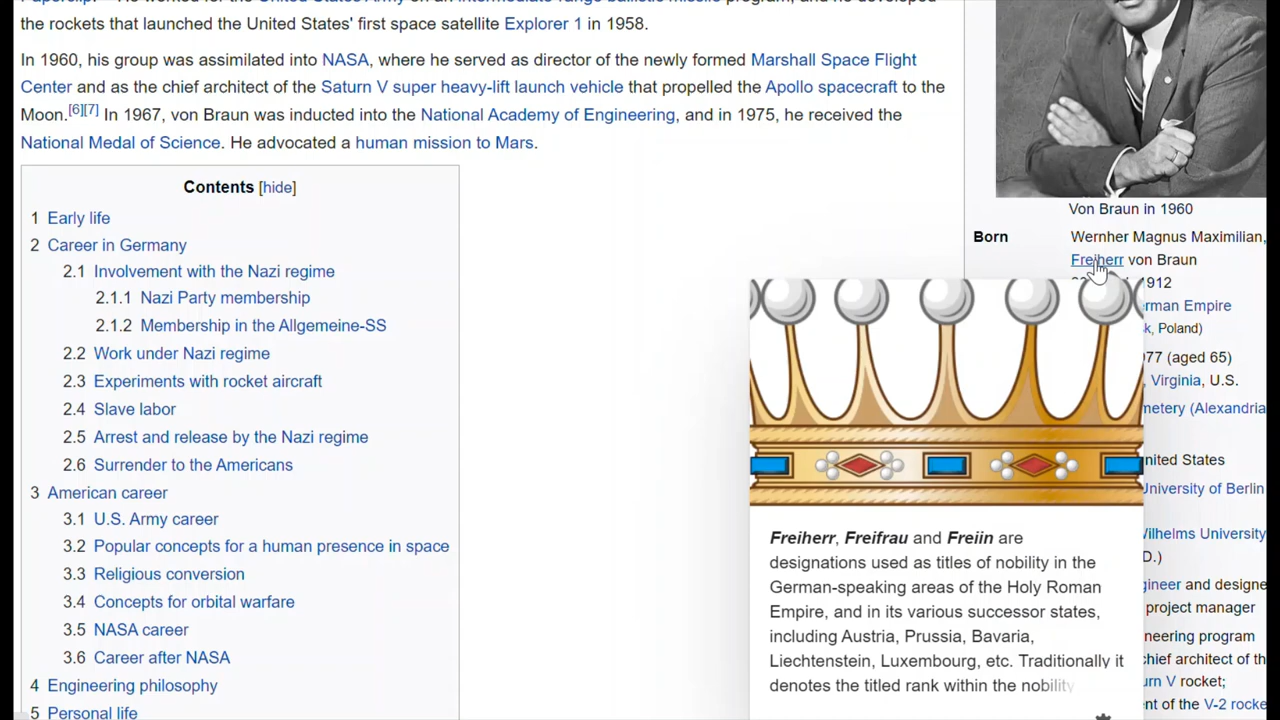 the rockets that launched the United States' first space satellite Explorer 1 in 1958.
In 1960, his group was assimilated into NASA, where he served as director of the newly formed Marshall Space Flight
Center and as the chief architect of the Saturn V super heavy-lift launch vehicle that propelled the Apollo spacecraft to the
Moon.[6][7] In 1967, von Braun was inducted into the National Academy of Engineering, and in 1975, he received the
National Medal of Science. He advocated a human mission to Mars.
Contents [hide]
1 Early life
2 Career in Germany
2.1 Involvement with the Nazi regime
2.1.1 Nazi Party membership
2.1.2 Membership in the Allgemeine-SS
2.2 Work under Nazi regime
2.3 Experiments with rocket aircraft
2.4 Slave labor
2.5 Arrest and release by the Nazi regime
2.6 Surrender to the Americans
3 American career
3.1 U.S. Army career
3.2 Popular concepts for a human presence in space
3.3 Religious conversion
3.4 Concepts for orbital warfare
3.5 NASA career
3.6 Career after NASA
4 Engineering philosophy
5 Personal life
Von Braun in 1960
Born Wernher Magnus Maximilian,
Freiherr von Braun
912
rman Empire
k, Poland)
77 (aged 65)
, Virginia, U.S.
metery (Alexandria
nited States
University of Berlin
Wilhelms University
D.)
gineer and designe
project manager
neering program
chief architect of th
urn V rocket;
ent of the V-2 rocke
Freiherr, Freifrau and Freiin are
designations used as titles of nobility in the
German-speaking areas of the Holy Roman
Empire, and in its various successor states,
including Austria, Prussia, Bavaria,
Liechtenstein, Luxembourg, etc. Traditionally it
denotes the titled rank within the nobility